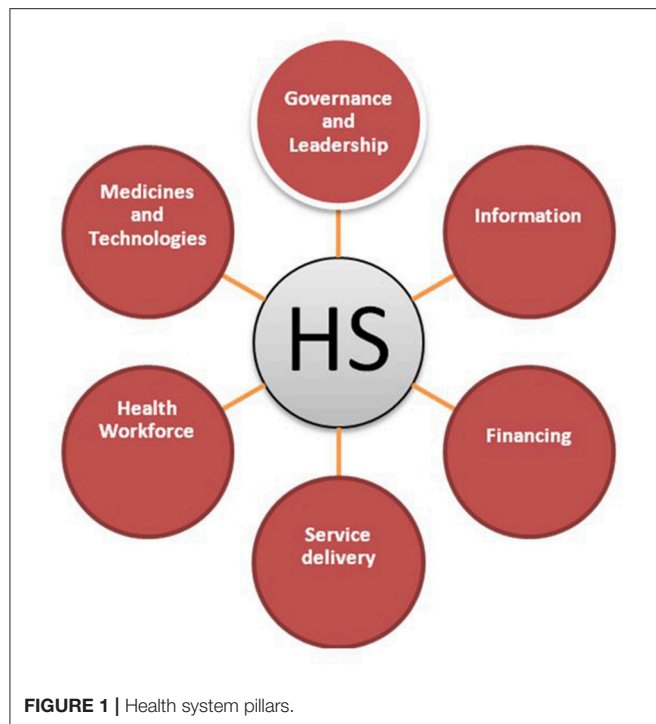 Governance
and
Leadership
Medicines
and
Technologies
Information
HS
Health
Workforce
Financing
Service
delivery
FIGURE 1 | Health system pillars.